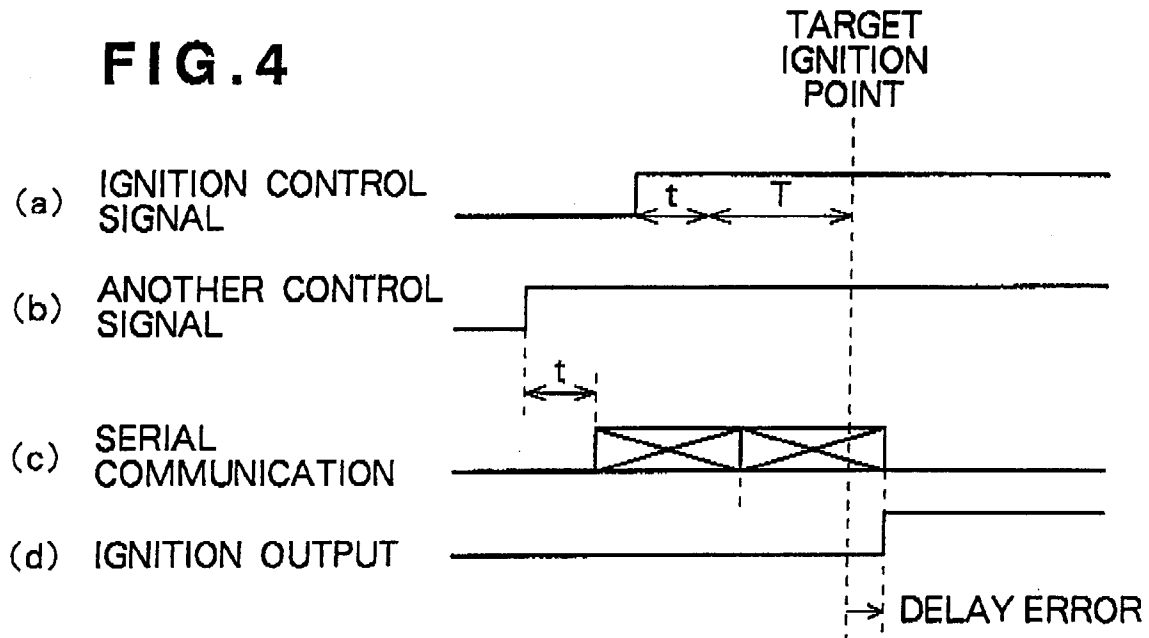 FIG.4
TARGET
IGNITION
POINT
(a) IGNITION CONTROL
SIGNAL
t
T
(b) ANOTHER CONTROL
SIGNAL
t
(c) SERIAL
COMMUNICATION
(d) IGNITION OUTPUT
DELAY ERROR